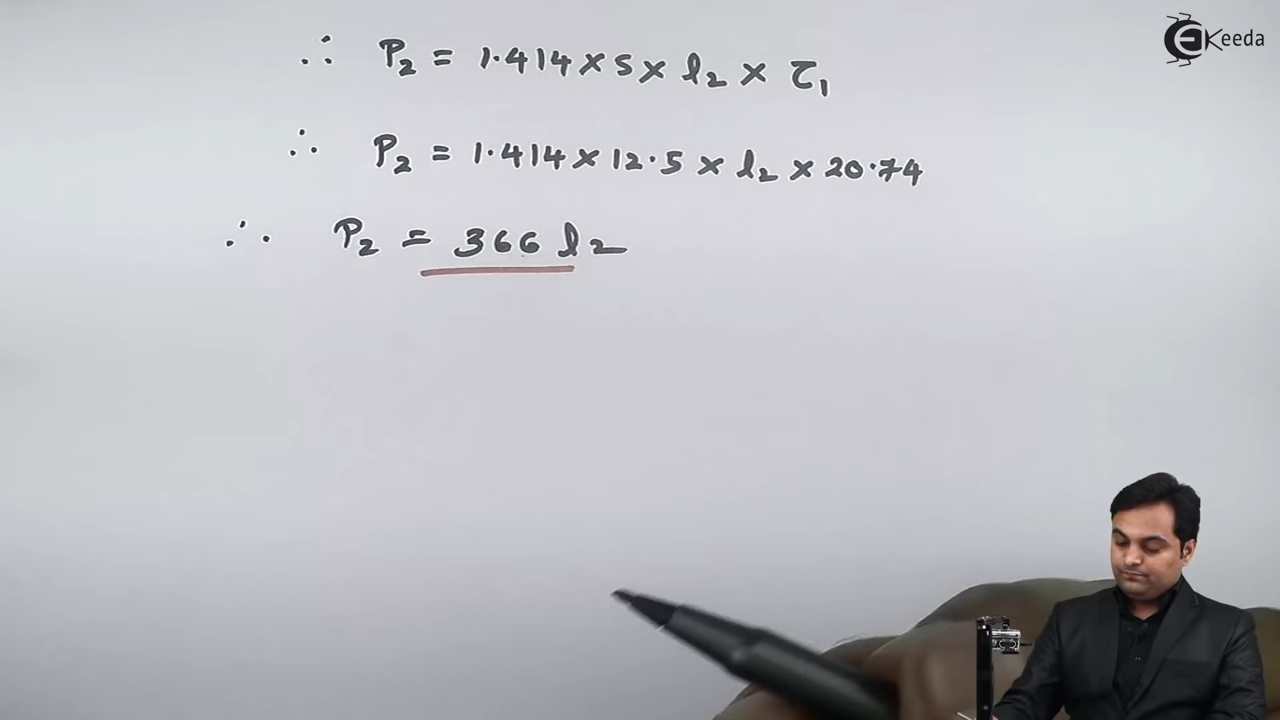 Keeda
∴ P₂ = 1.414 × 5 × l₂ × τ₁
∴ P₂ = 1.414 × 12.5 × l₂ × 20.74
∴ P₂ = 366 l₂